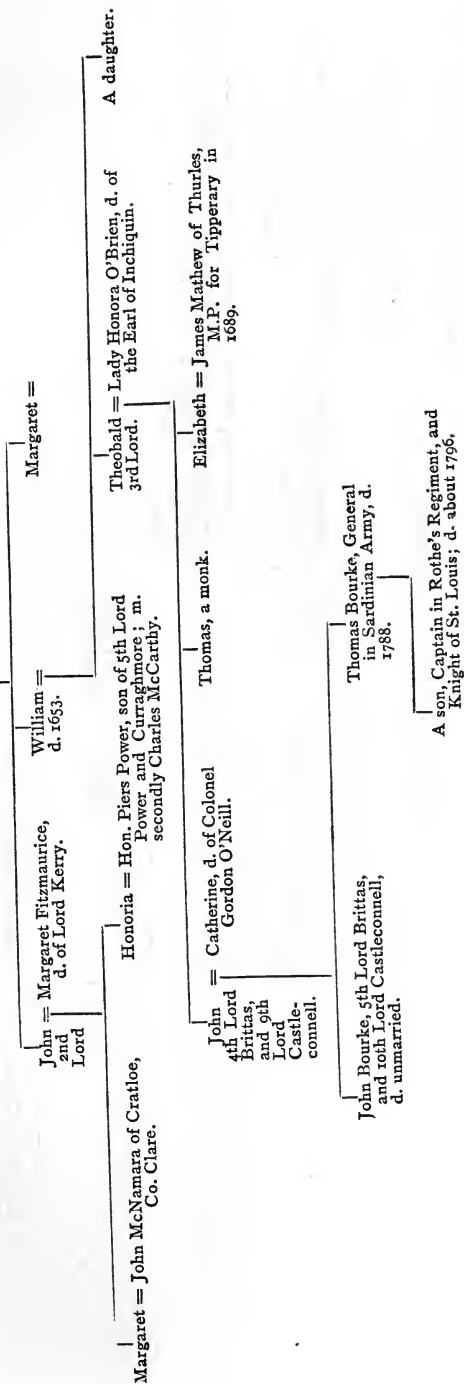 John = Margaret Fitzmaurice,
2nd d. of Lord Kerry.
Lord
William =
d. 1653.
Margaret =
Margaret = John McNamara of Cratloe,
Co. Clare.
Honoria = Hon. Piers Power, son of 5th Lord
Power and Curraghmore; m.
secondly Charles McCarthy.
Theobald = Lady Honora O'Brien, d. of
3rd Lord. the Earl of Inchiquin.
A daughter.
John = Catherine, d. of Colonel
4th Lord Gordon O'Neill.
Brittas,
and 9th
Lord
Castle-
connell.
Thomas, a monk.
Elizabeth = James Mathew of Thurles,
M.P. for Tipperary in
1689.
John Bourke, 5th Lord Brittas,
and 10th Lord Castleconnell,
d. unmarried.
Thomas Bourke, General
in Sardinian Army, d.
1788.
A son, Captain in Rothe's Regiment, and
Knight of St. Louis; d. about 1796.